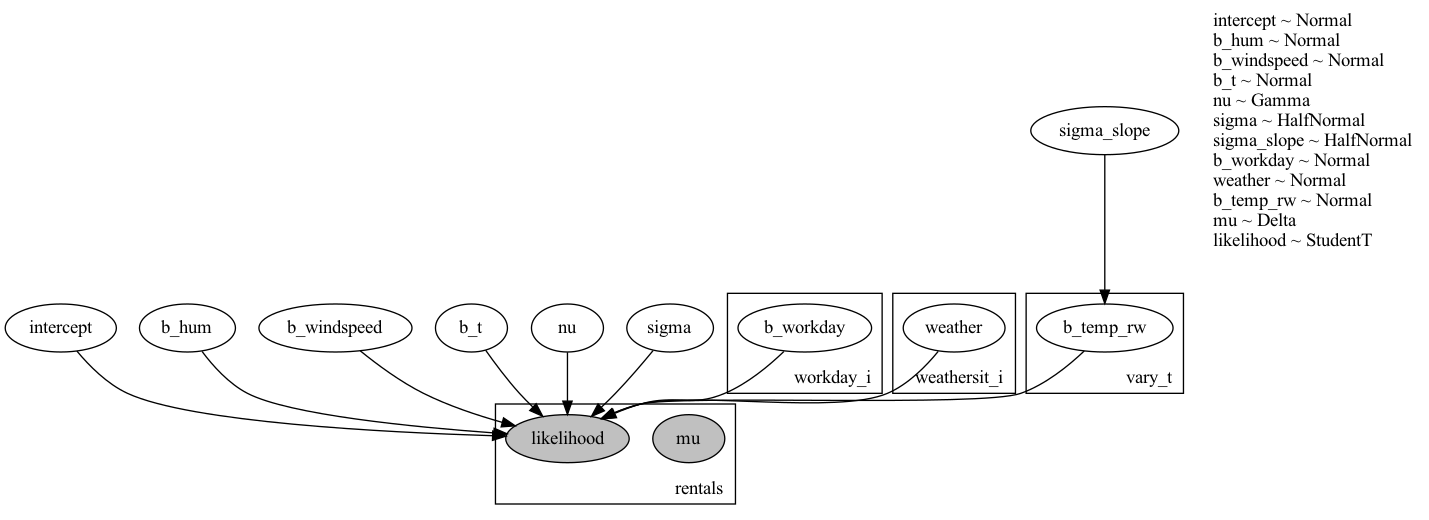 intercept ~ Normal
b_hum ~ Normal
b_windspeed ~ Normal
b_t ~ Normal
nu ~ Gamma
sigma ~ HalfNormal
sigma_slope ~ HalfNormal
b_workday ~ Normal
weather ~ Normal
b_temp_rw ~ Normal
mu ~ Delta
likelihood ~ StudentT
sigma_slope
intercept
b_hum
b_windspeed
b_t
nu
sigma
b_workday
weather
b_temp_rw
workday_i
weathersit_i
vary_t
likelihood
mu
rentals